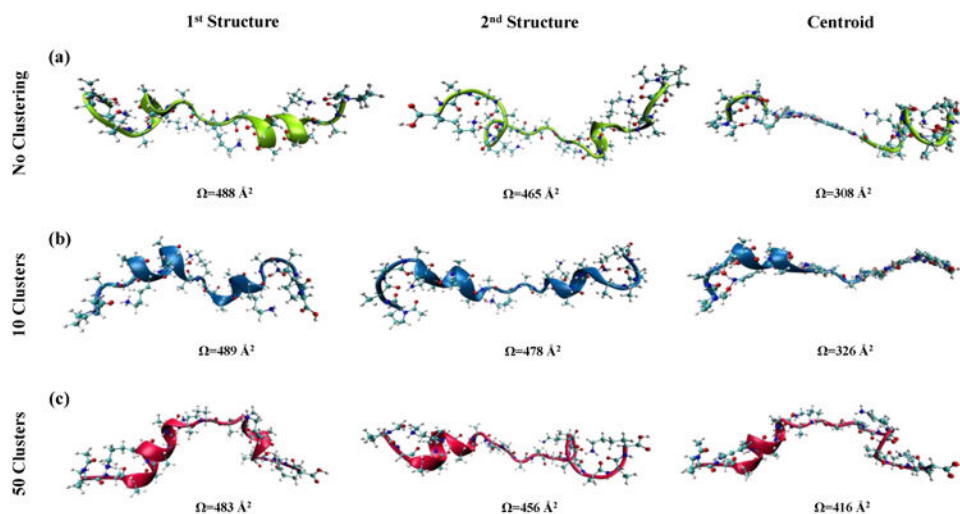 1st Structure
2nd Structure
Centroid
(a)
No Clustering
Ω=488 Å²
Ω=465 Å²
Ω=308 Å²
(b)
10 Clusters
Ω=489 Å²
Ω=478 Å²
Ω=326 Å²
(c)
50 Clusters
Ω=483 Å²
Ω=456 Å²
Ω=416 Å²